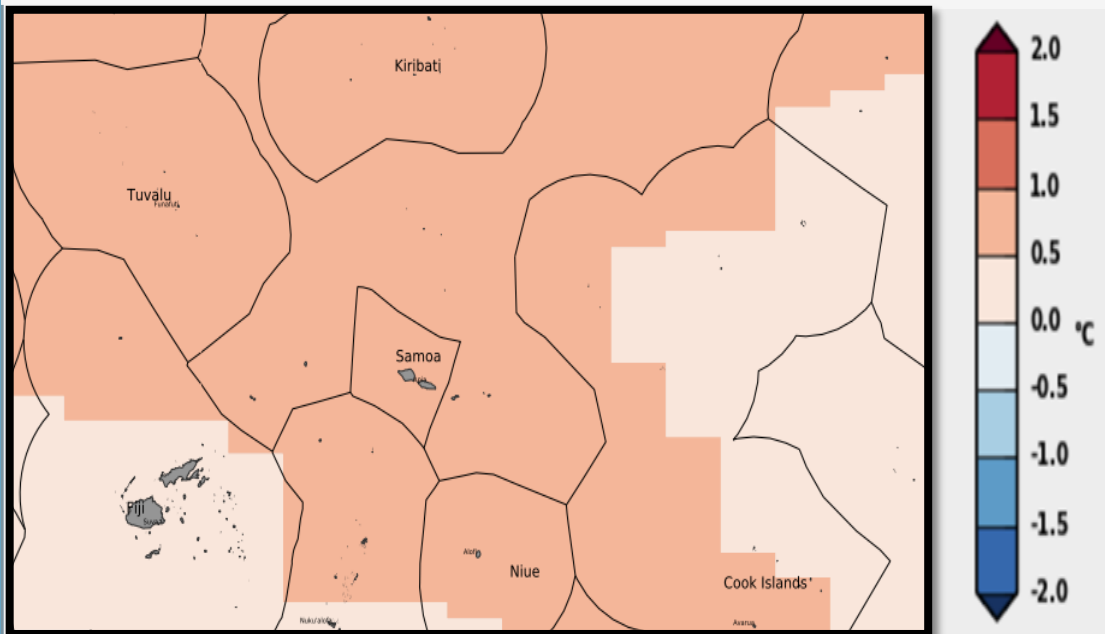 Kiribati
Tuvalu
Funafuti
Samoa
Apia
Fiji
Suva
Alofi
Niue
Cook Islands
Nuku'alofa
Avarua
2.0
1.5
1.0
0.5
0.0
°C
-0.5
-1.0
-1.5
-2.0